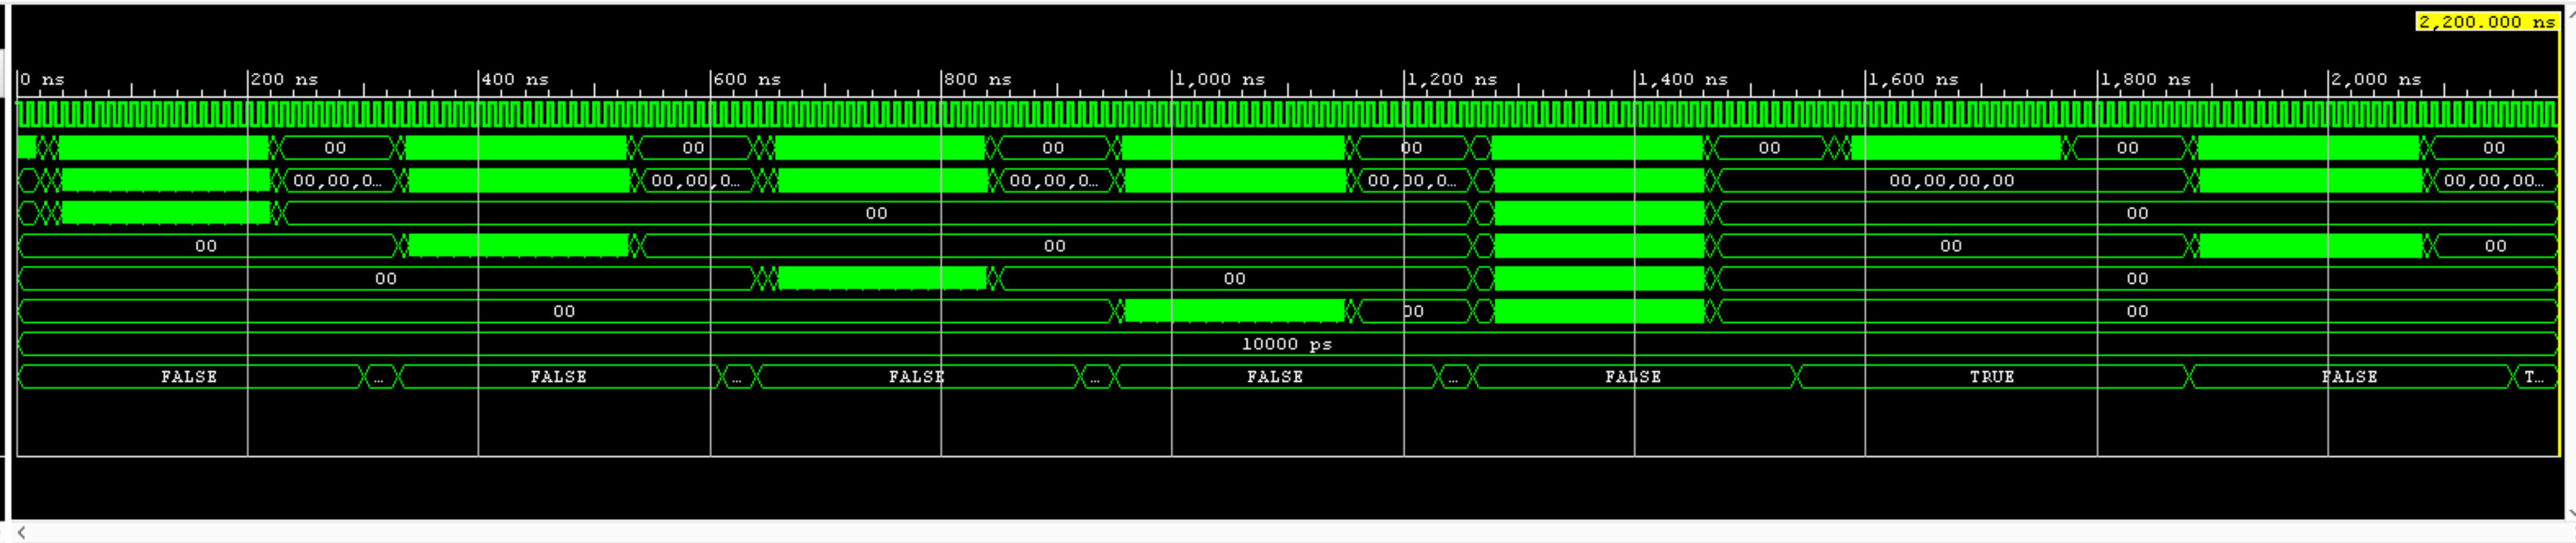 2,200.000 ns
0 ns 200 ns 400 ns 600 ns 800 ns 1,000 ns 1,200 ns 1,400 ns 1,600 ns 1,800 ns 2,000 ns
00 00 00 00 00 00 00
00,00,0... 00,00,0... 00,00,0... 00,00,0... 00,00,00,00 00,00,00...
00 00
00 00 00 00
00 00 00
00 00 00
10000 ps
FALSE ... FALSE ... FALSE ... FALSE ... FALSE TRUE FALSE T...